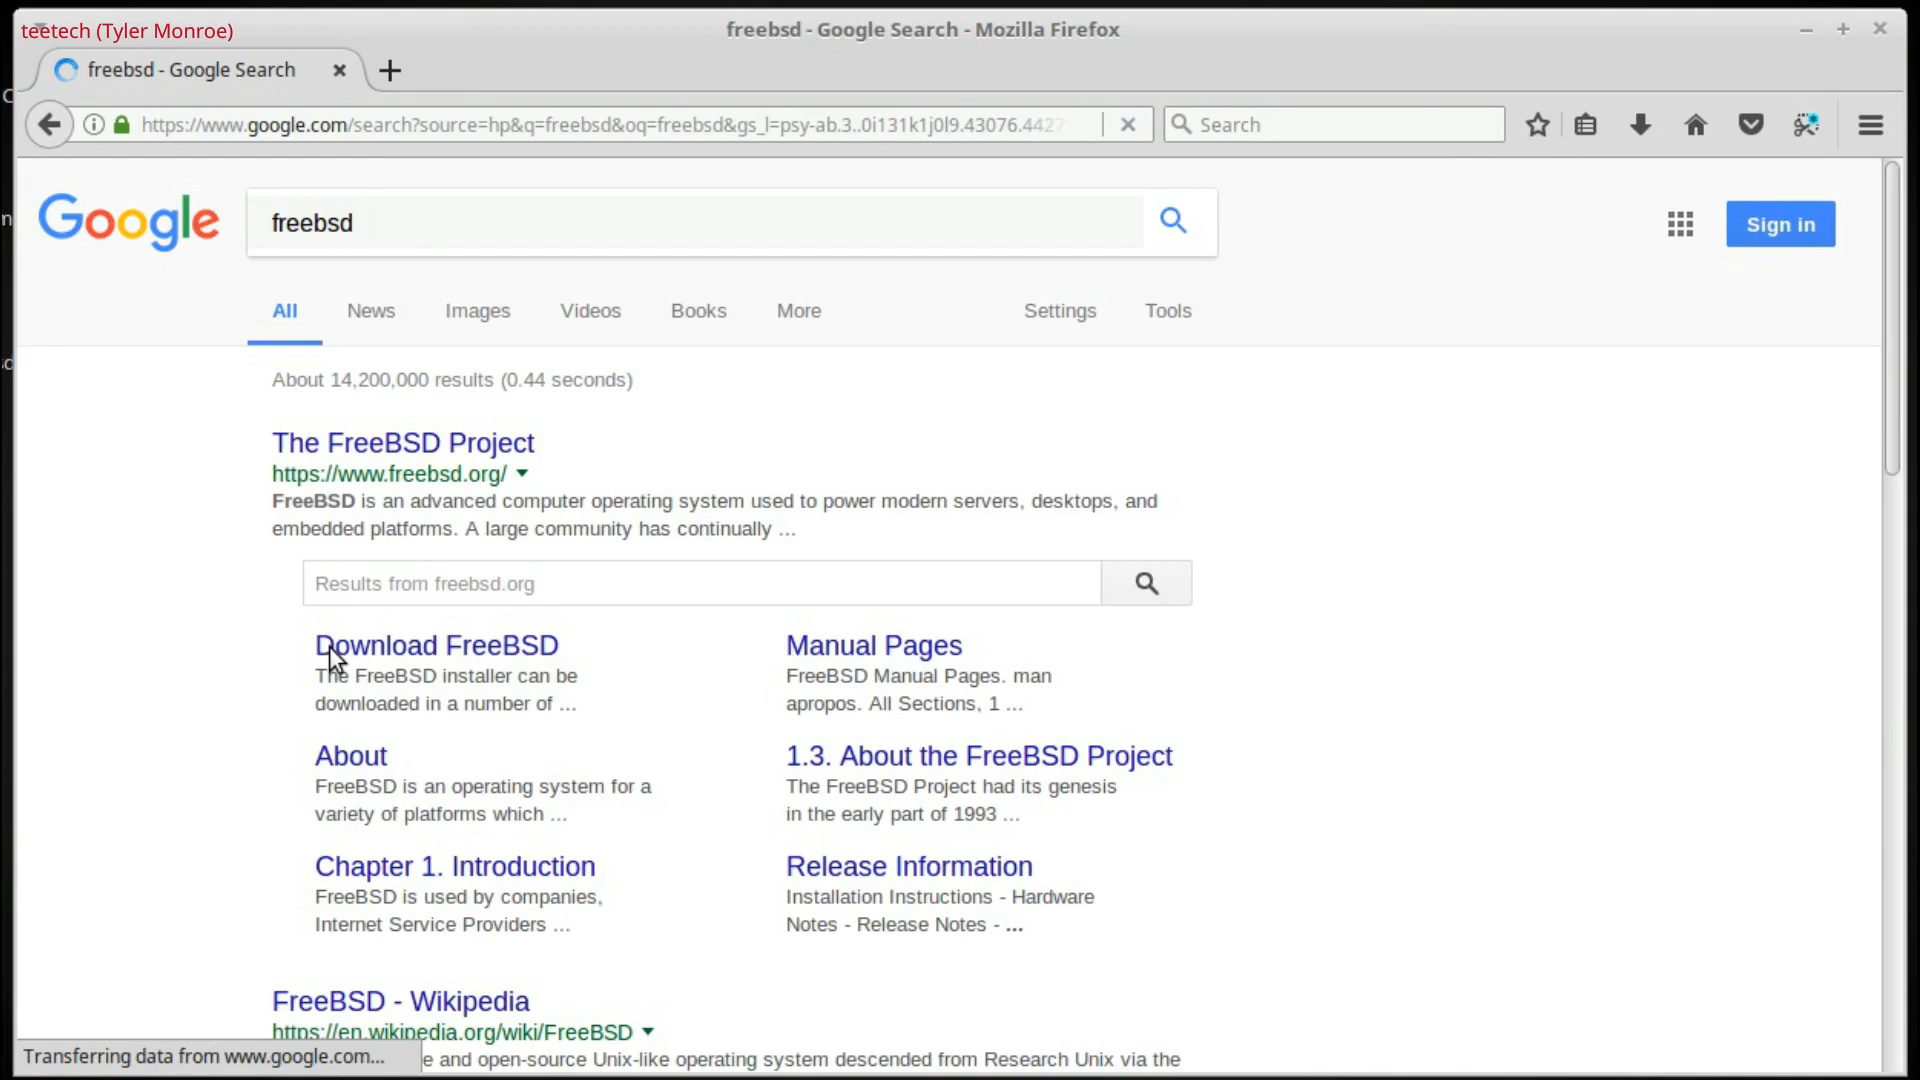 teetech (Tyler Monroe)
freebsd - Google Search - Mozilla Firefox
freebsd - Google Search
https://www.google.com/search?source=hp&q=freebsd&oq=freebsd&gs_l=psy-ab.3..0i131k1j0l9.43076.4427
Search
Google
freebsd
Sign in
All News Images Videos Books More Settings Tools
About 14,200,000 results (0.44 seconds)
The FreeBSD Project
https://www.freebsd.org/
FreeBSD is an advanced computer operating system used to power modern servers, desktops, and
embedded platforms. A large community has continually ...
Results from freebsd.org
Download FreeBSD
The FreeBSD installer can be
downloaded in a number of ...
Manual Pages
FreeBSD Manual Pages. man
apropos. All Sections, 1 ...
About
FreeBSD is an operating system for a
variety of platforms which ...
1.3. About the FreeBSD Project
The FreeBSD Project had its genesis
in the early part of 1993 ...
Chapter 1. Introduction
FreeBSD is used by companies,
Internet Service Providers ...
Release Information
Installation Instructions - Hardware
Notes - Release Notes - ...
FreeBSD - Wikipedia
https://en.wikipedia.org/wiki/FreeBSD
e and open-source Unix-like operating system descended from Research Unix via the
Transferring data from www.google.com...